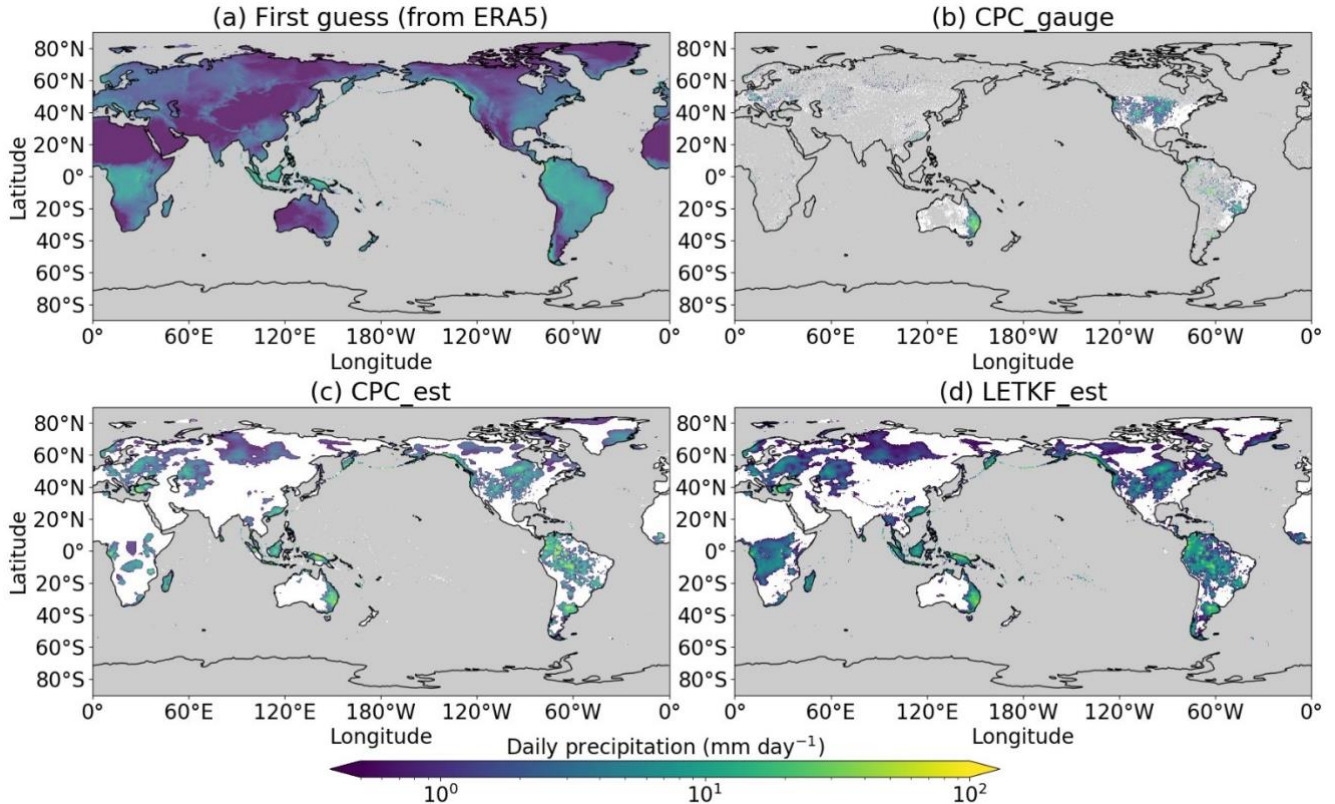 (a) First guess (from ERA5)
(b) CPC_gauge
80°N
60°N
40°N
20°N
0°
20°S
40°S
60°S
80°S
Latitude
0°
60°E
120°E
180°
120°W
60°W
0°
Longitude
80°N
60°N
40°N
20°N
0°
20°S
40°S
60°S
80°S
Latitude
0°
60°E
120°E
180°
120°W
60°W
0°
Longitude
(c) CPC_est
(d) LETKF_est
80°N
60°N
40°N
20°N
0°
20°S
40°S
60°S
80°S
Latitude
0°
60°E
120°E
180°
120°W
60°W
0°
Longitude
80°N
60°N
40°N
20°N
0°
20°S
40°S
60°S
80°S
Latitude
0°
60°E
120°E
180°
120°W
60°W
0°
Longitude
Daily precipitation (mm day⁻¹)
10⁰
10¹
10²